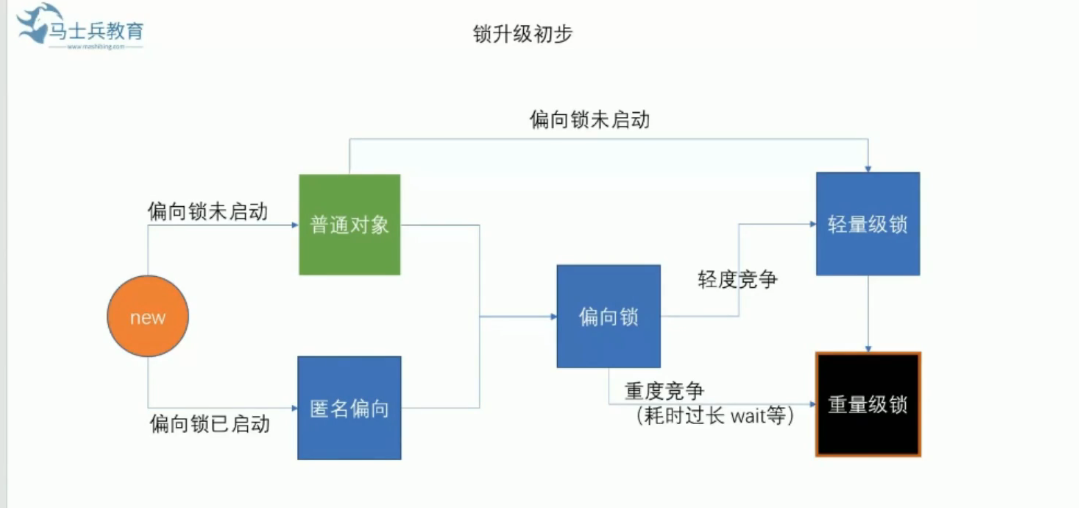 马士兵教育
www.mashibing.com
锁升级初步
偏向锁未启动
偏向锁未启动
普通对象
轻量级锁
轻度竞争
new
偏向锁
重度竞争
（耗时过长 wait等）
匿名偏向
重量级锁
偏向锁已启动